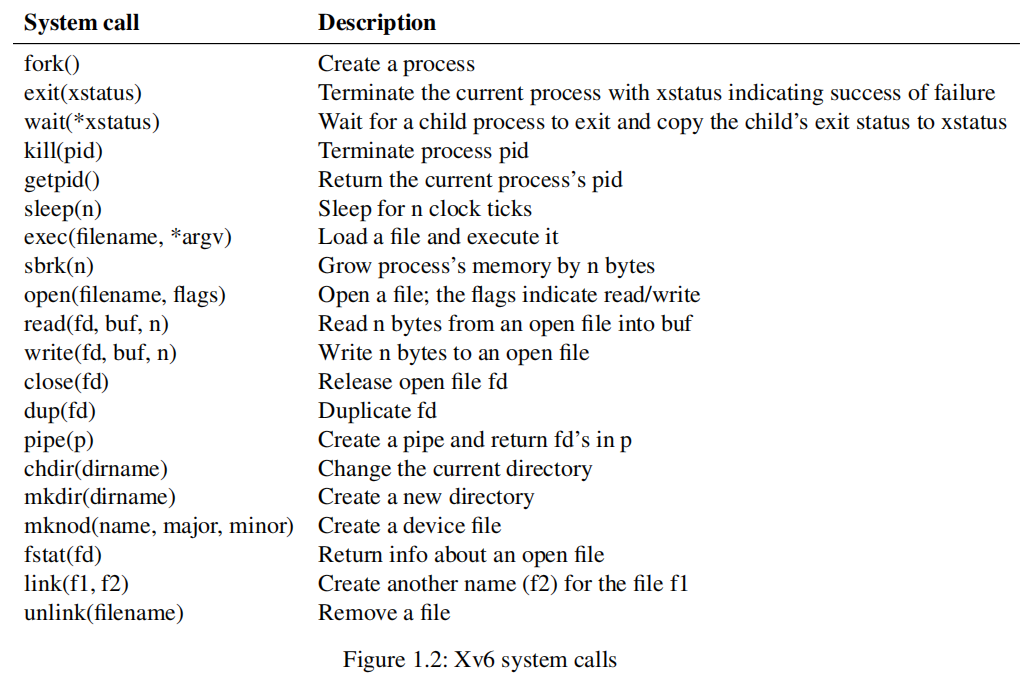 System call Description
fork() Create a process
exit(xstatus) Terminate the current process with xstatus indicating success of failure
wait(*xstatus) Wait for a child process to exit and copy the child’s exit status to xstatus
kill(pid) Terminate process pid
getpid() Return the current process’s pid
sleep(n) Sleep for n clock ticks
exec(filename, *argv) Load a file and execute it
sbrk(n) Grow process’s memory by n bytes
open(filename, flags) Open a file; the flags indicate read/write
read(fd, buf, n) Read n bytes from an open file into buf
write(fd, buf, n) Write n bytes to an open file
close(fd) Release open file fd
dup(fd) Duplicate fd
pipe(p) Create a pipe and return fd’s in p
chdir(dirname) Change the current directory
mkdir(dirname) Create a new directory
mknod(name, major, minor) Create a device file
fstat(fd) Return info about an open file
link(f1, f2) Create another name (f2) for the file f1
unlink(filename) Remove a file
Figure 1.2: Xv6 system calls